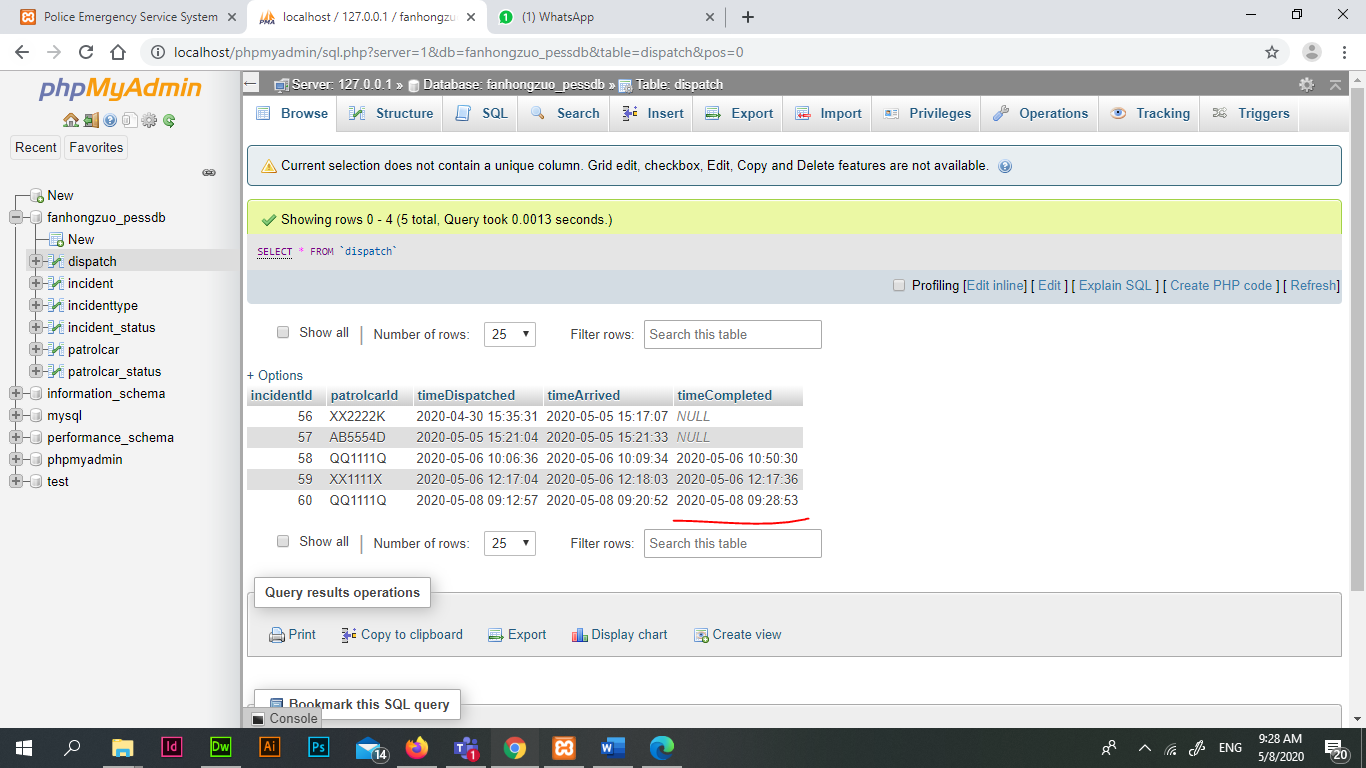 Police Emergency Service System
localhost / 127.0.0.1 / fanhongzuo
(1) WhatsApp
localhost/phpmyadmin/sql.php?server=1&db=fanhongzuo_pessdb&table=dispatch&pos=0
phpMyAdmin
Recent Favorites
New
fanhongzuo_pessdb
New
dispatch
incident
incidenttype
incident_status
patrolcar
patrolcar_status
information_schema
mysql
performance_schema
phpmyadmin
test
Server: 127.0.0.1 » Database: fanhongzuo_pessdb » Table: dispatch
Browse Structure SQL Search Insert Export Import Privileges Operations Tracking Triggers
Current selection does not contain a unique column. Grid edit, checkbox, Edit, Copy and Delete features are not available.
Showing rows 0 - 4 (5 total, Query took 0.0013 seconds.)
SELECT * FROM `dispatch`
Profiling [Edit inline] [ Edit ] [ Explain SQL ] [ Create PHP code ] [ Refresh]
Show all | Number of rows: 25 Filter rows: Search this table
+ Options
incidentId patrolcarId timeDispatched timeArrived timeCompleted
56 XX2222K 2020-04-30 15:35:31 2020-05-05 15:17:07 NULL
57 AB5554D 2020-05-05 15:21:04 2020-05-05 15:21:33 NULL
58 QQ1111Q 2020-05-06 10:06:36 2020-05-06 10:09:34 2020-05-06 10:50:30
59 XX1111X 2020-05-06 12:17:04 2020-05-06 12:18:03 2020-05-06 12:17:36
60 QQ1111Q 2020-05-08 09:12:57 2020-05-08 09:20:52 2020-05-08 09:28:53
Show all | Number of rows: 25 Filter rows: Search this table
Query results operations
Print Copy to clipboard Export Display chart Create view
Bookmark this SQL query
Console
Id Dw Ai Ps 14 1 W
ENG
9:28 AM
5/8/2020
20